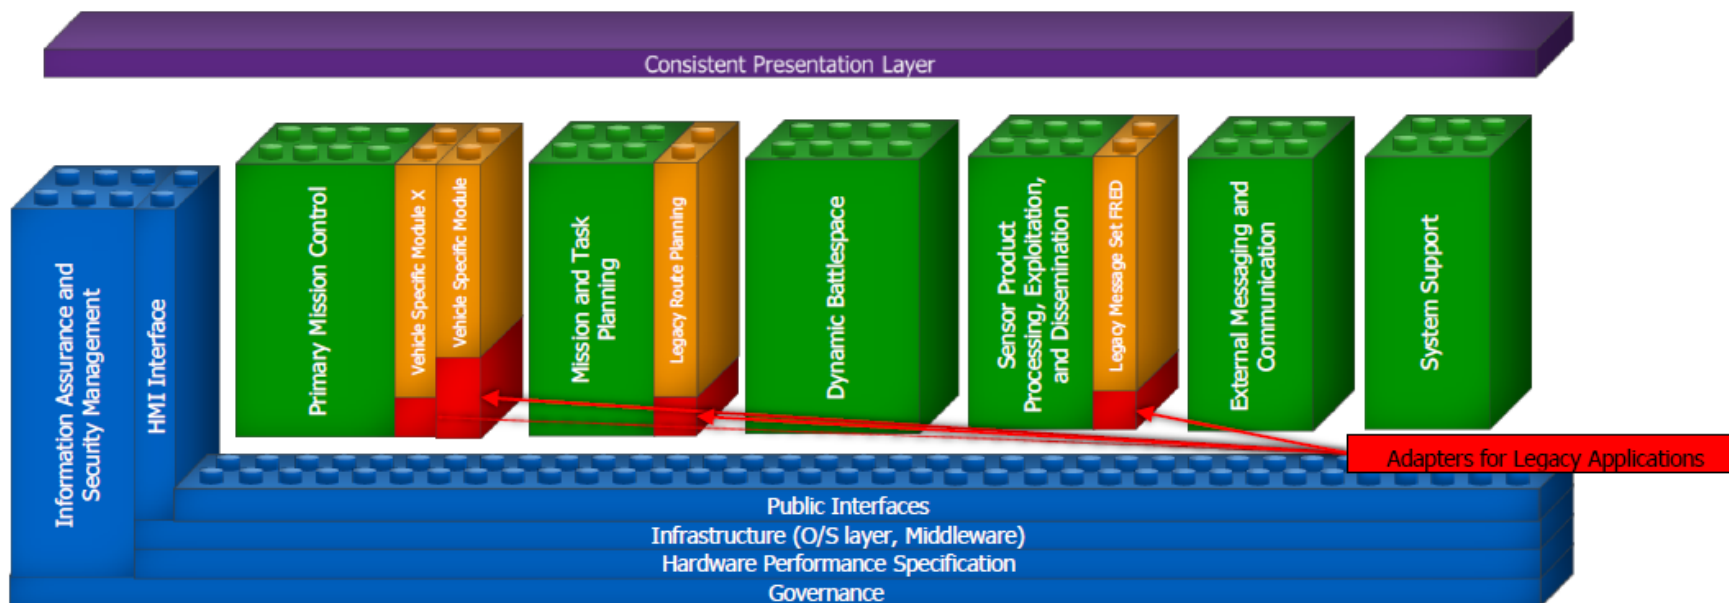 Consistent Presentation Layer
Information Assurance and
Security Management
HMI Interface
Primary Mission Control
Vehicle Specific Module X
Vehicle Specific Module
Mission and Task
Planning
Legacy Route Planning
Dynamic Battlespace
Sensor Product
Processing, Exploitation,
and Dissemination
Legacy Message Set FRED
External Messaging and
Communication
System Support
Adapters for Legacy Applications
Public Interfaces
Infrastructure (O/S layer, Middleware)
Hardware Performance Specification
Governance